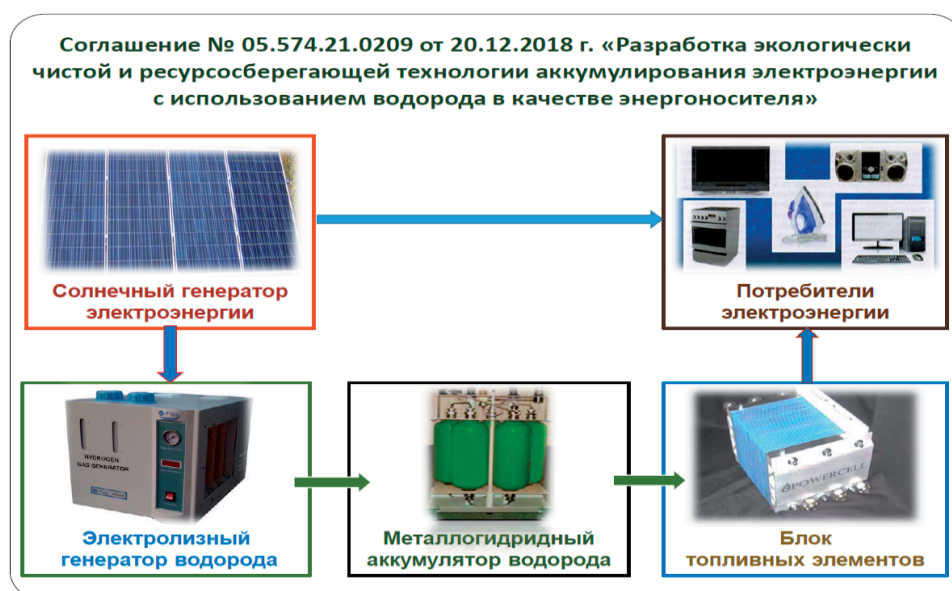 Соглашение № 05.574.21.0209 от 20.12.2018 г. «Разработка экологически
чистой и ресурсосберегающей технологии аккумулирования электроэнергии
с использованием водорода в качестве энергоносителя»
Солнечный генератор
электроэнергии
Потребители
электроэнергии
HYDROGEN
GAS GENERATOR
POWERCELL
Электролизный
генератор водорода
Металлогидридный
аккумулятор водорода
Блок
топливных элементов